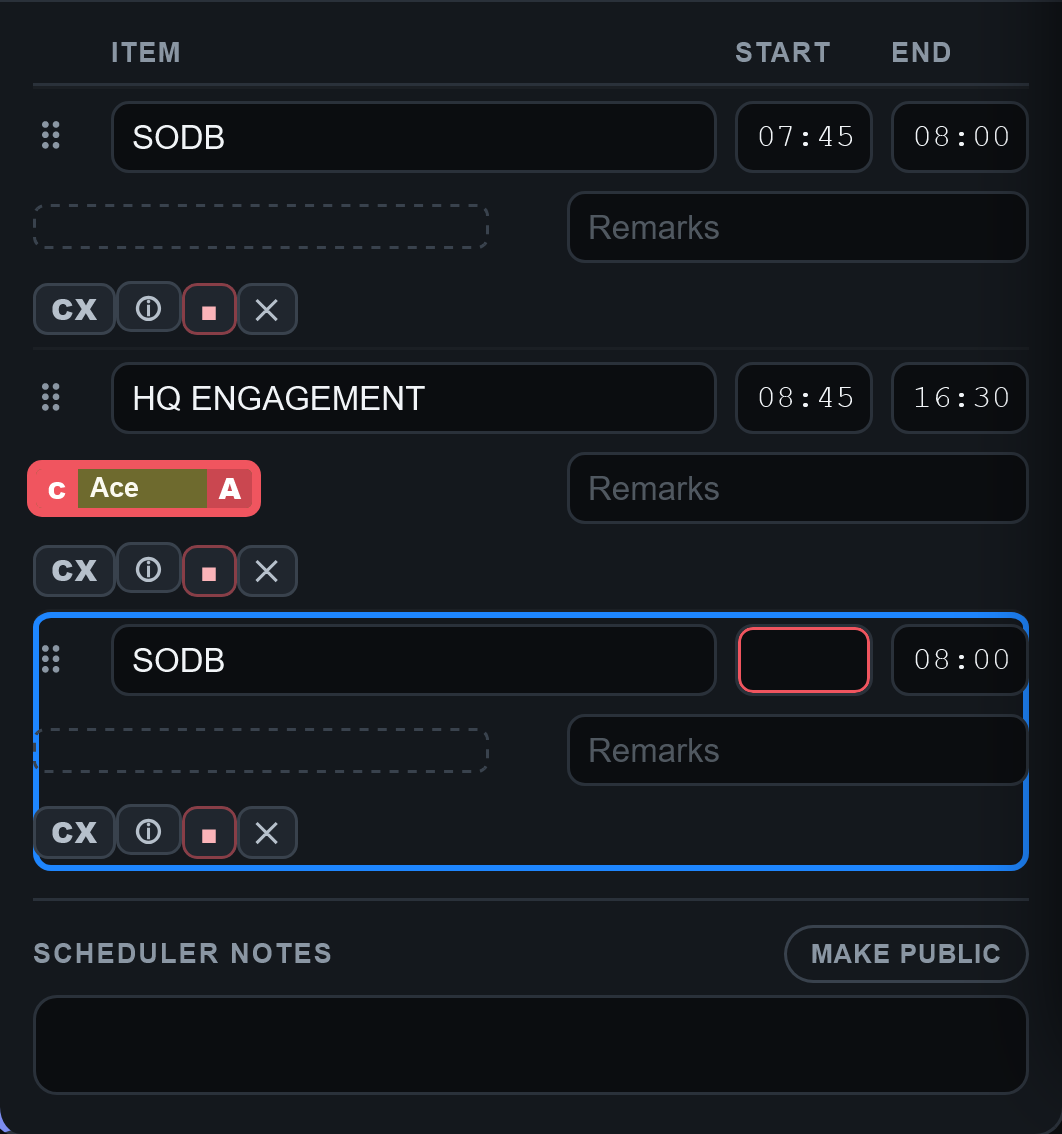 ITEM START END
SODB 07:45 08:00
Remarks
CX
HQ ENGAGEMENT 08:45 16:30
c Ace A Remarks
CX
SODB 08:00
Remarks
CX
SCHEDULER NOTES MAKE PUBLIC